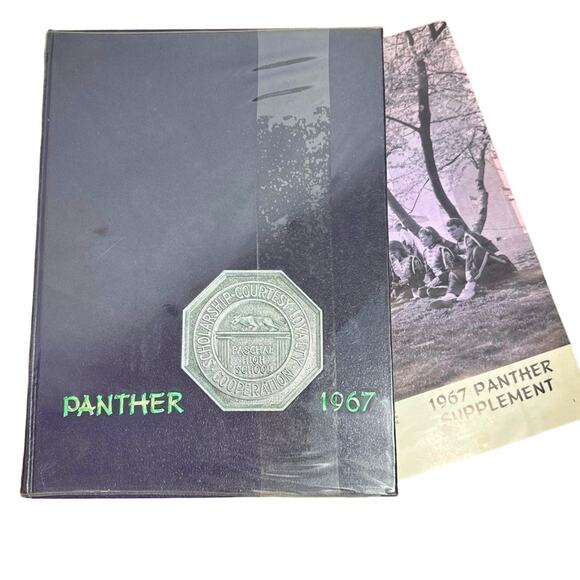 SCHOLARSHIP·COURTESY·LOYALTY
COOPERATION
PASCHAL
HIGH
SCHOOL
PANTHER 1967
1967 PANTHER
SUPPLEMENT